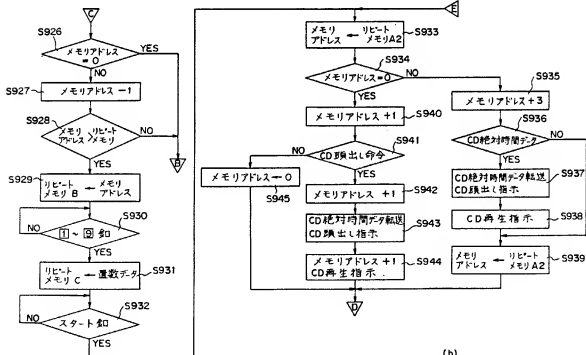 C
S926
メモリアドレス
=0
YES
NO
S927
メモリアドレス－1
S928
メモリ
アドレス
>
リピート
メモリ
NO
YES
B
S929
リピート
メモリ B
←
メモリ
アドレス
S930
1～9 釦
NO
YES
S931
リピート
メモリ C
← 置数データ
S932
スタート釦
NO
YES
E
S933
メモリ
アドレス
←
リピート
メモリA2
S934
メモリアドレス=0
NO
YES
S940
メモリアドレス +1
S941
CD頭出し命令
NO
YES
メモリアドレス←0
S945
メモリアドレス +1
S942
CD絶対時間データ転送
CD頭出し指示
S943
メモリアドレス+1
CD再生指示
S944
D
S935
メモリアドレス+3
S936
CD絶対時間データ
NO
YES
CD絶対時間データ転送
CD頭出し指示
S937
CD再生指示
S938
メモリ
アドレス
←
リピート
メモリA2
S939
(b)